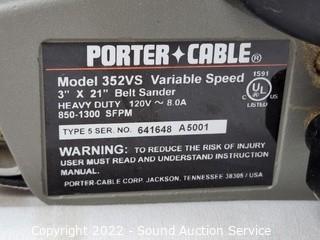 PORTER+CABLE®
Model 352VS Variable Speed
3" X 21" Belt Sander
HEAVY DUTY 120V ~ 8.0A
850-1300 SFPM
1S91
C UL ®
LISTED
TYPE 5 SER. NO. 641648 A5001
WARNING: TO REDUCE THE RISK OF INJURY
USER MUST READ AND UNDERSTAND INSTRUCTION
MANUAL.
PORTER-CABLE CORP. JACKSON, TENNESSEE 38305 / USA
Copyright 2022 - Sound Auction Service